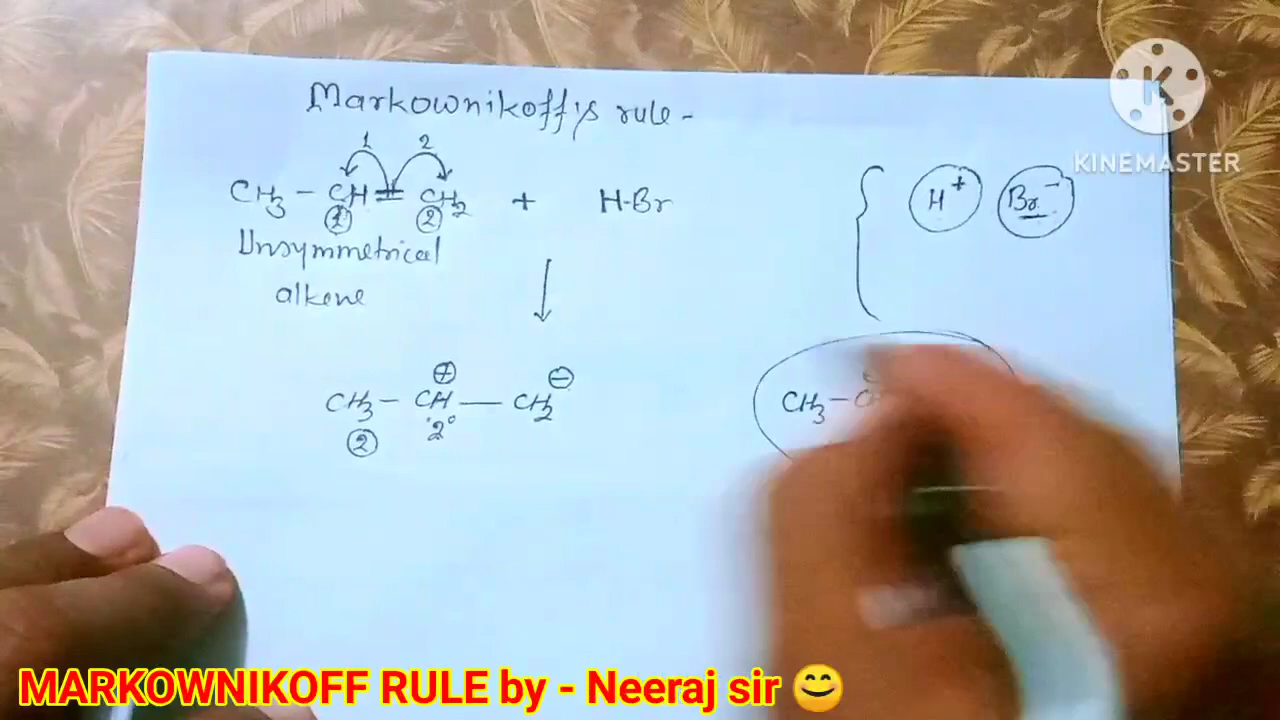 Markownikoff's rule -
1 2
CH₃ - CH = CH₂ + H-Br
① ②
Unsymmetrical
alkene
H⁺ Br⁻
KINEMASTER
⊕ ⊖
CH₃ - CH — CH₂
② 2°
CH₃ -
MARKOWNIKOFF RULE by - Neeraj sir 😊